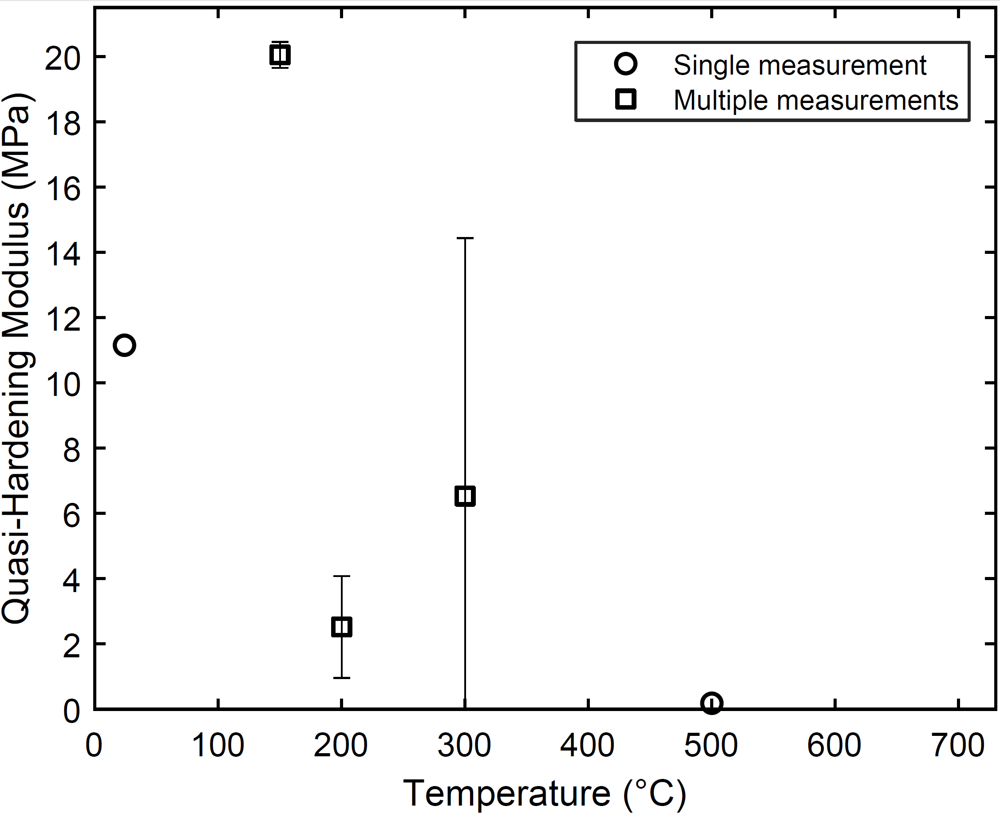 Quasi-Hardening Modulus (MPa)
20
18
16
14
12
10
8
6
4
2
0
Single measurement
Multiple measurements
0 100 200 300 400 500 600 700
Temperature (°C)